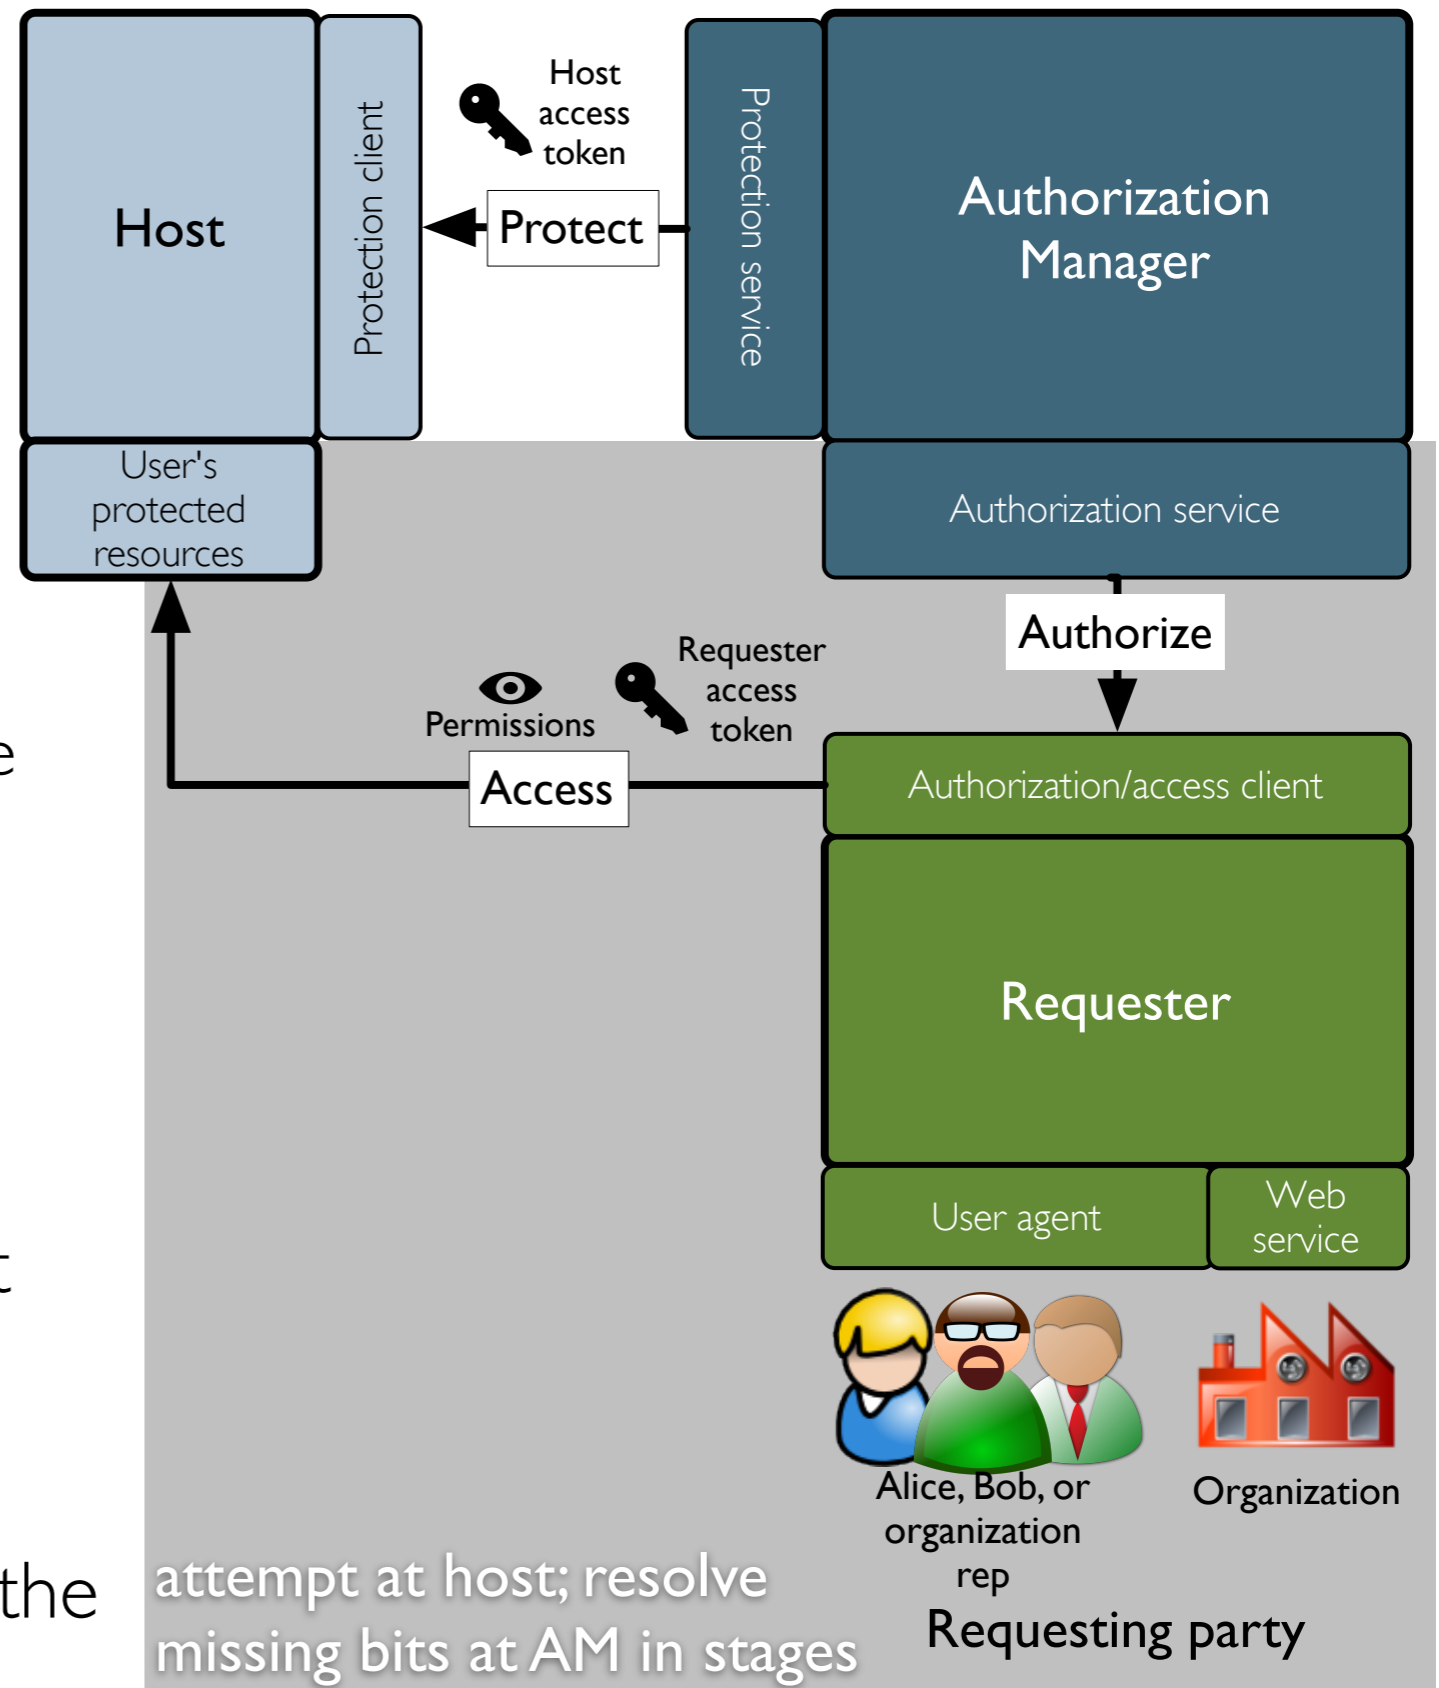 Host
Protection client
Host
access
token
Protect
Protection service
Authorization
Manager
User's
protected
resources
Authorization service
Authorize
Permissions
Requester
access
token
Access
Authorization/access client
Requester
User agent
Web
service
Alice, Bob, or
organization
rep
Organization
Requesting party
the
attempt at host; resolve
missing bits at AM in stages